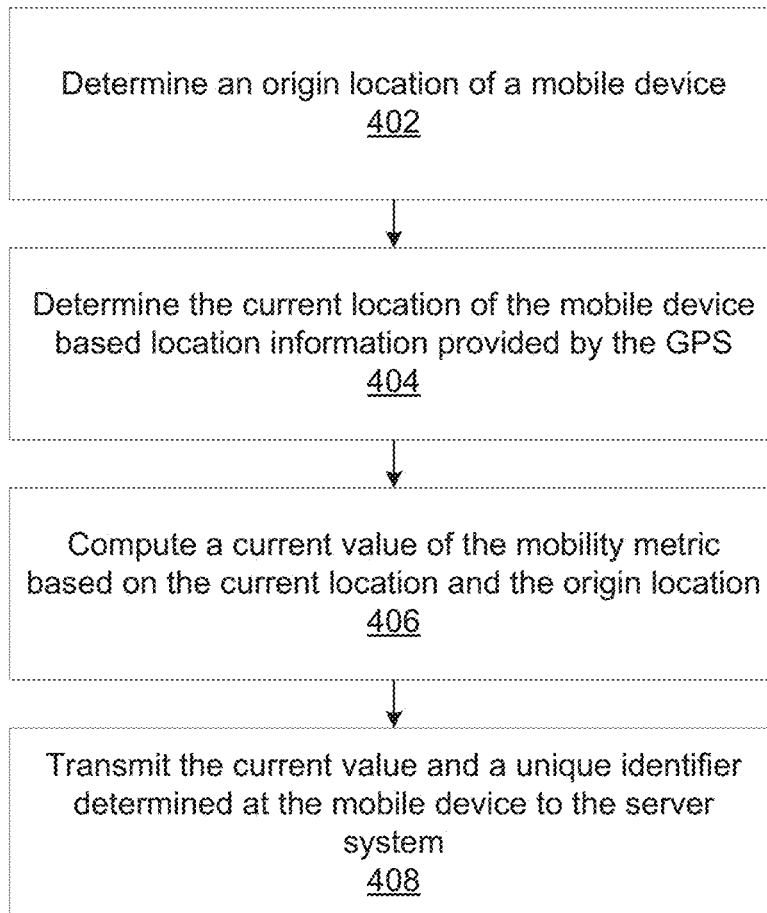 Determine an origin location of a mobile device
402
Determine the current location of the mobile device
based location information provided by the GPS
404
Compute a current value of the mobility metric
based on the current location and the origin location
406
Transmit the current value and a unique identifier
determined at the mobile device to the server
system
408